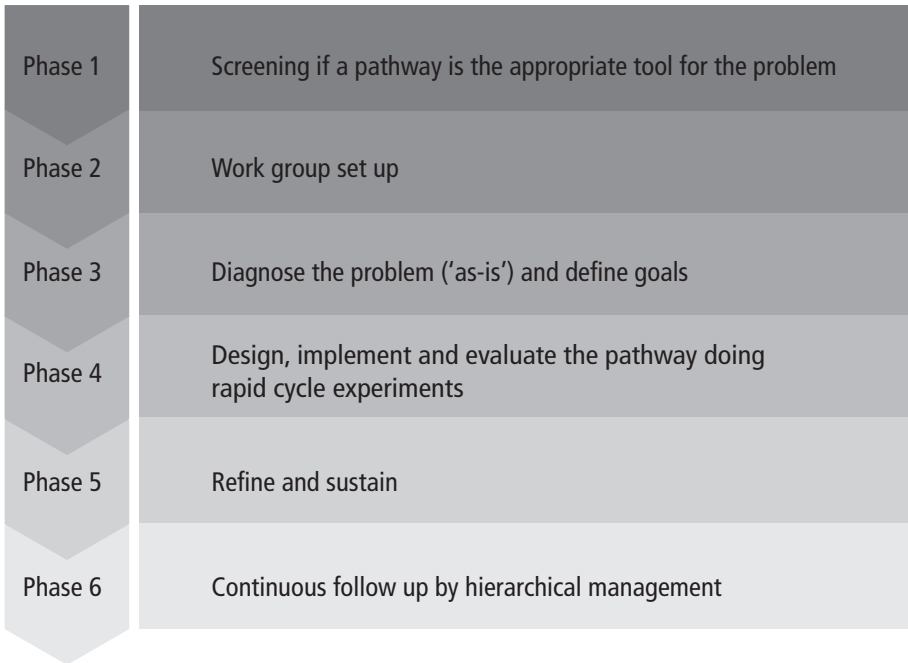 Phase 1 Screening if a pathway is the appropriate tool for the problem
Phase 2 Work group set up
Phase 3 Diagnose the problem ('as-is') and define goals
Phase 4 Design, implement and evaluate the pathway doing
rapid cycle experiments
Phase 5 Refine and sustain
Phase 6 Continuous follow up by hierarchical management